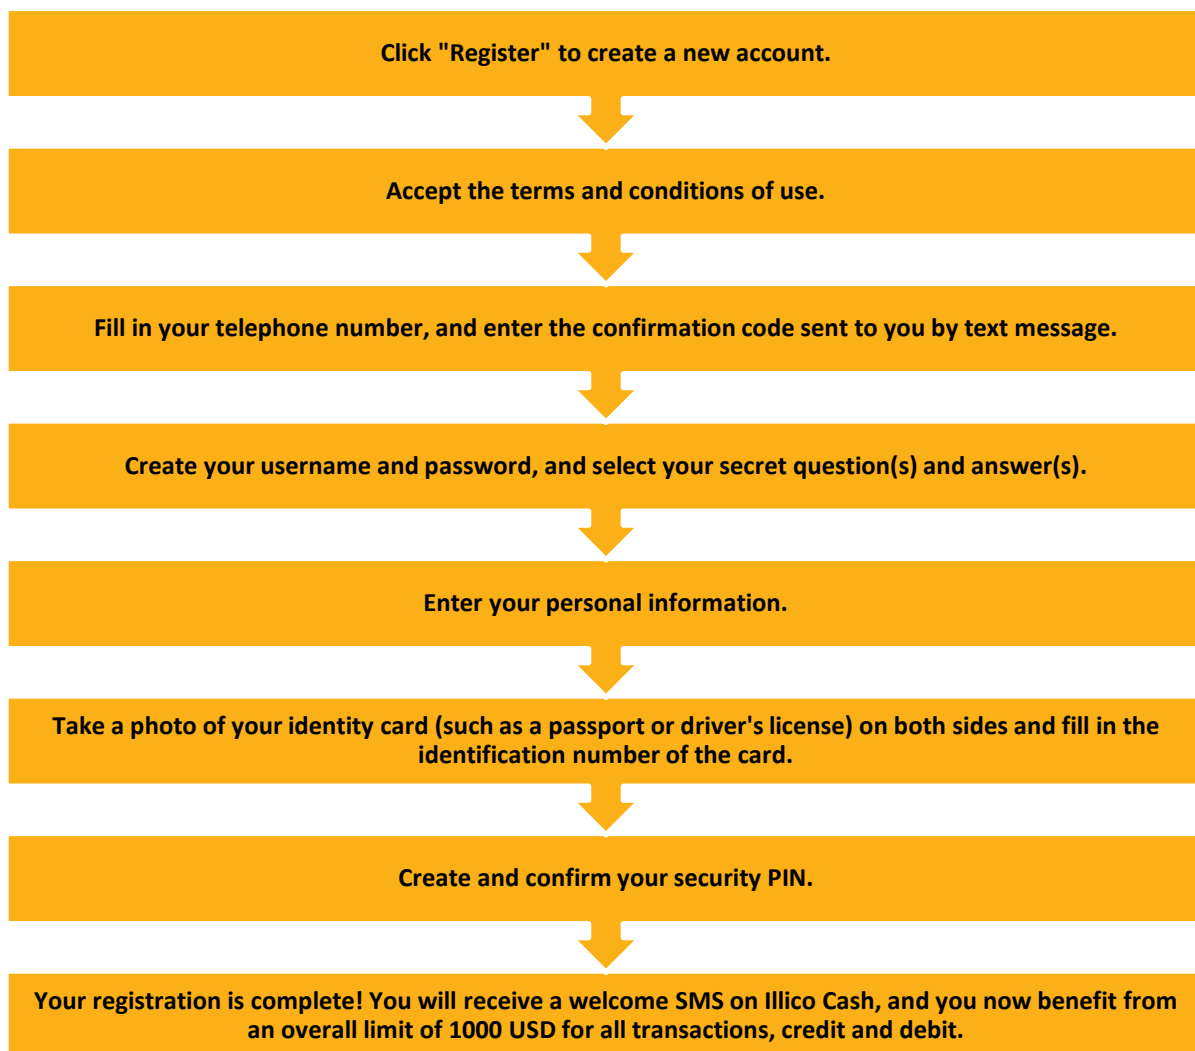 Click "Register" to create a new account.
Accept the terms and conditions of use.
Fill in your telephone number, and enter the confirmation code sent to you by text message.
Create your username and password, and select your secret question(s) and answer(s).
Enter your personal information.
Take a photo of your identity card (such as a passport or driver's license) on both sides and fill in the
identification number of the card.
Create and confirm your security PIN.
Your registration is complete! You will receive a welcome SMS on Illico Cash, and you now benefit from
an overall limit of 1000 USD for all transactions, credit and debit.